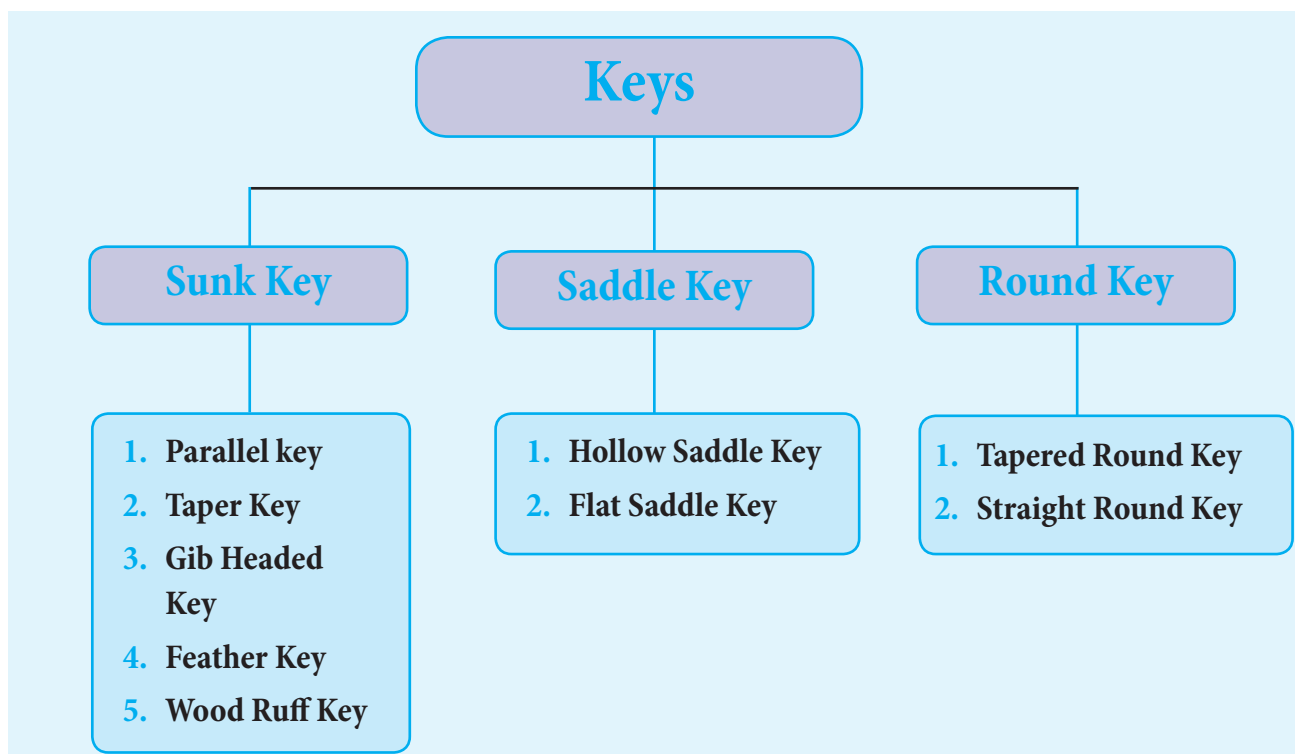 Keys
Sunk Key
Saddle Key
Round Key
1. Parallel key
2. Taper Key
3. Gib Headed
Key
4. Feather Key
5. Wood Ruff Key
1. Hollow Saddle Key
2. Flat Saddle Key
1. Tapered Round Key
2. Straight Round Key